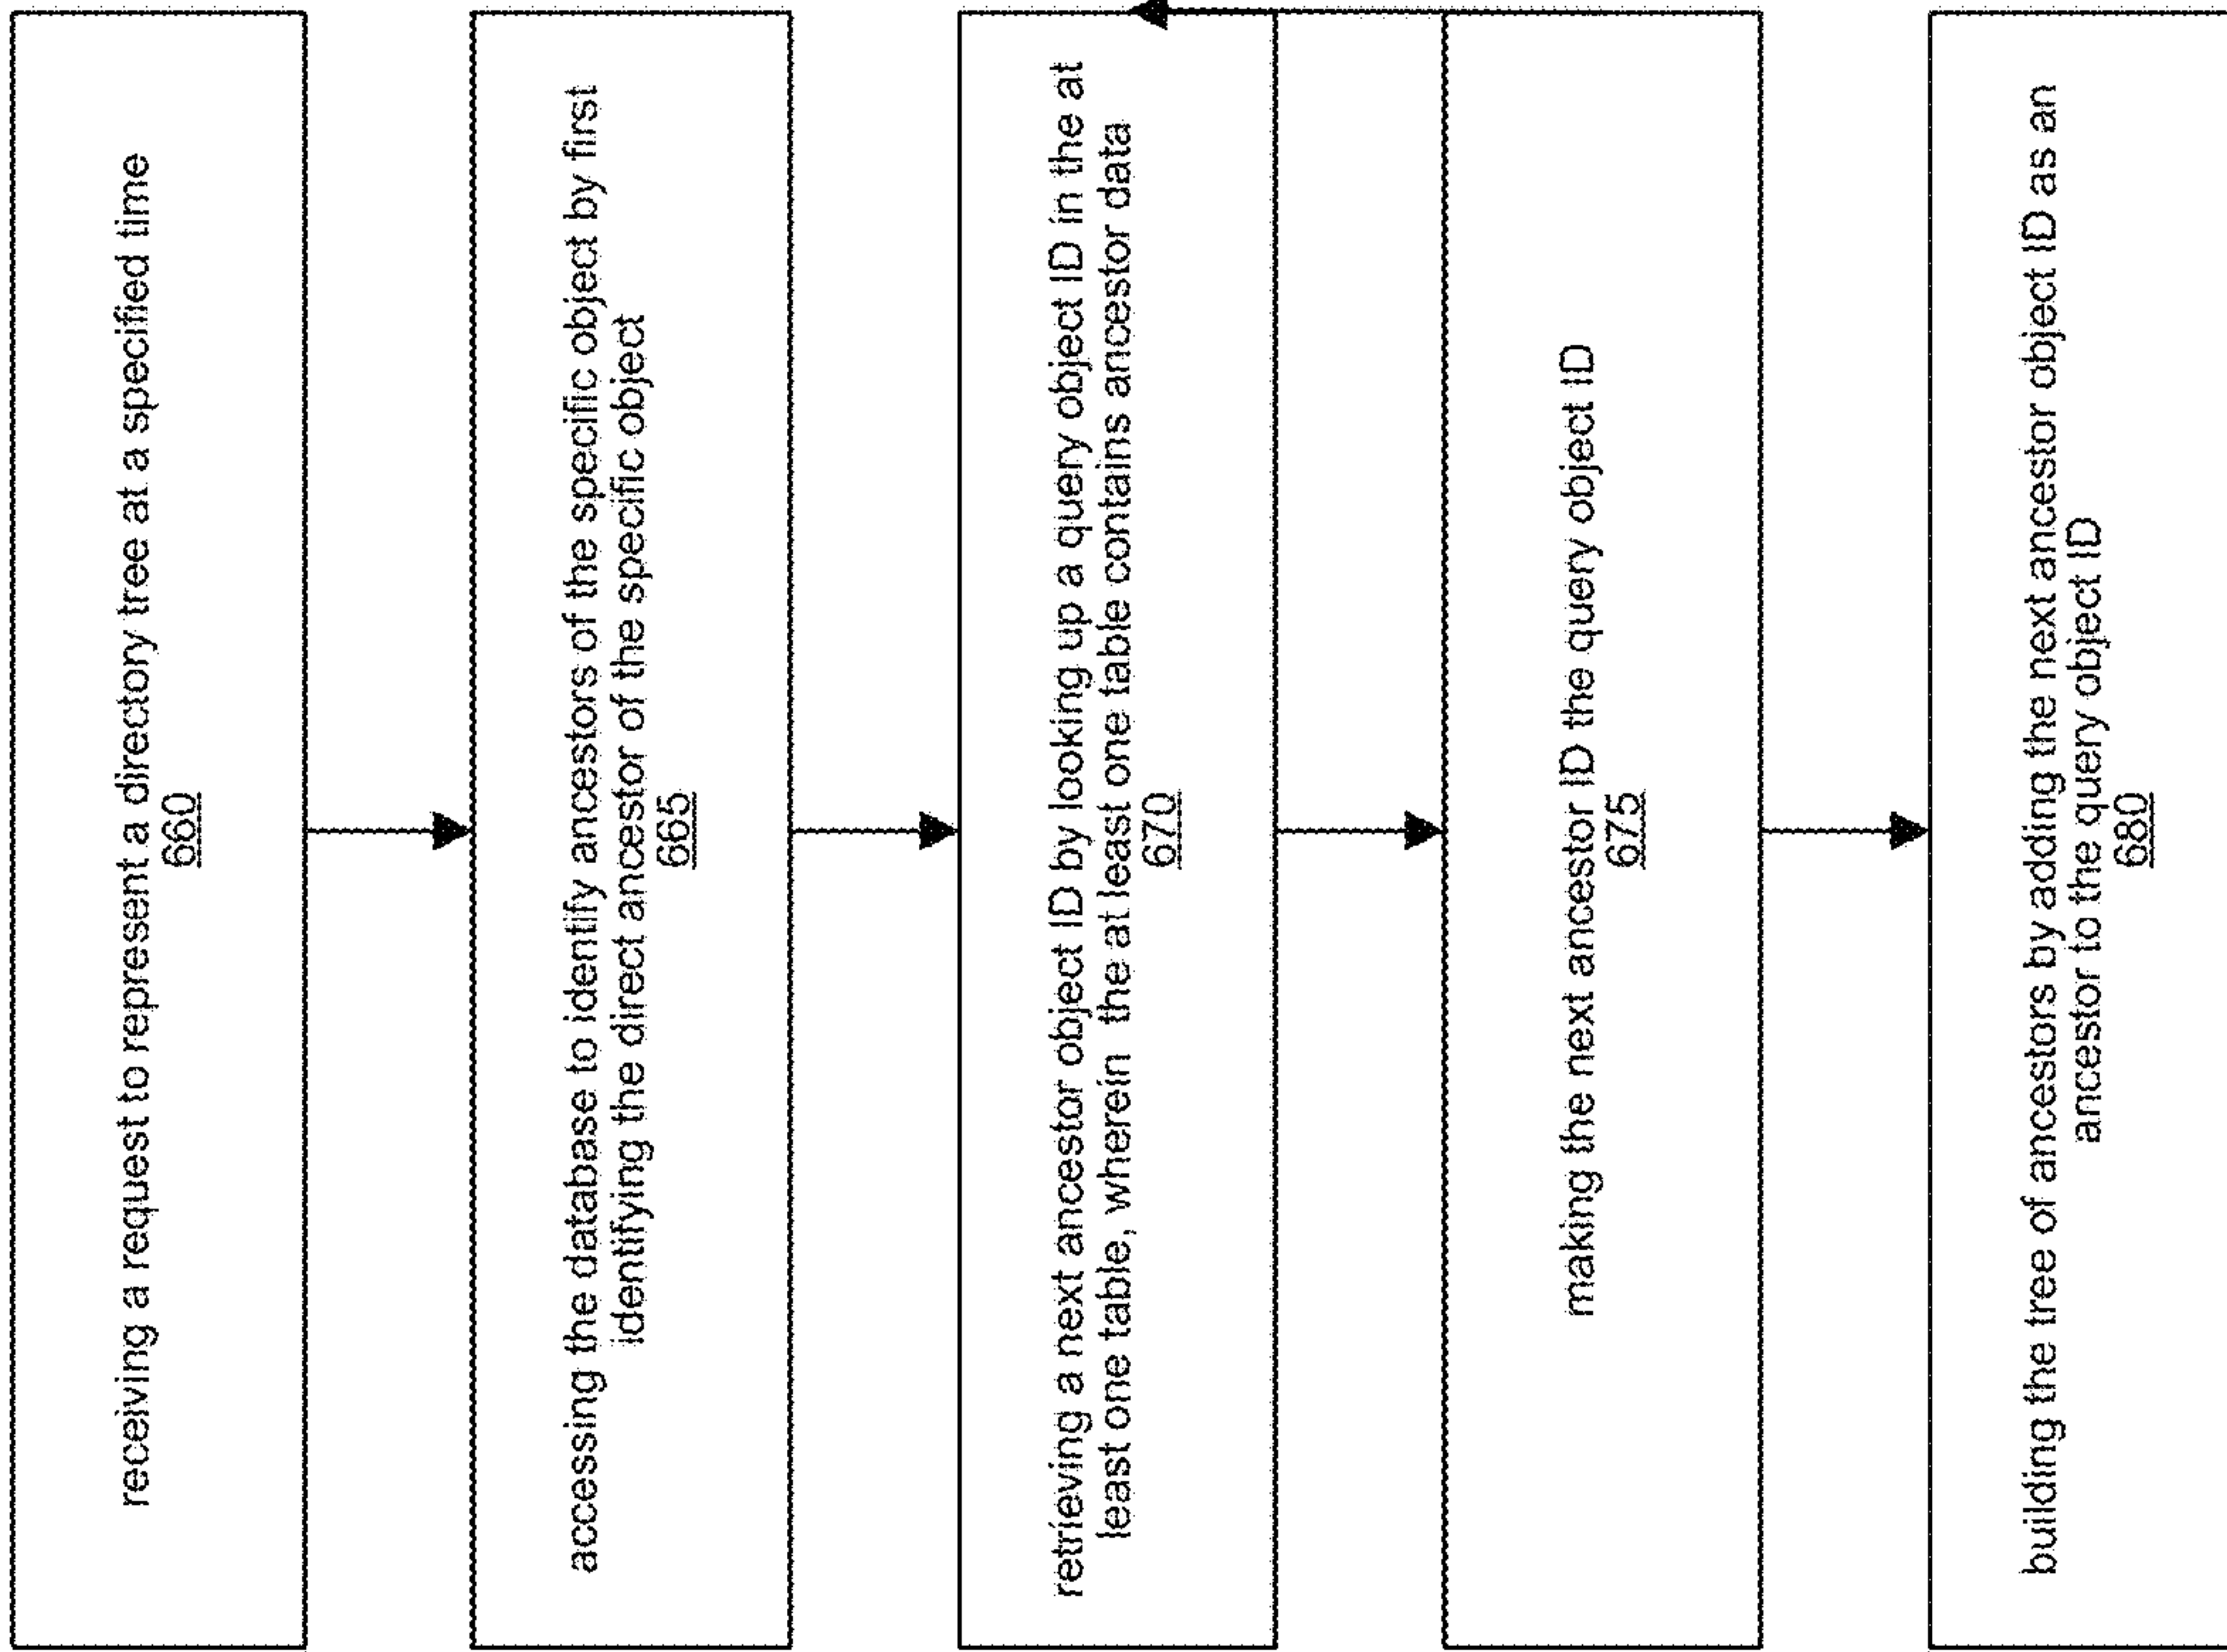 receiving a request to represent a directory tree at a specified time
660
accessing the database to identify ancestors of the specific object by first
identifying the direct ancestor of the specific object
665
retrieving a next ancestor object ID by looking up a query object ID in the at
least one table, wherein the at least one table contains ancestor data
670
making the next ancestor ID the query object ID
675
building the tree of ancestors by adding the next ancestor object ID as an
ancestor to the query object ID
680